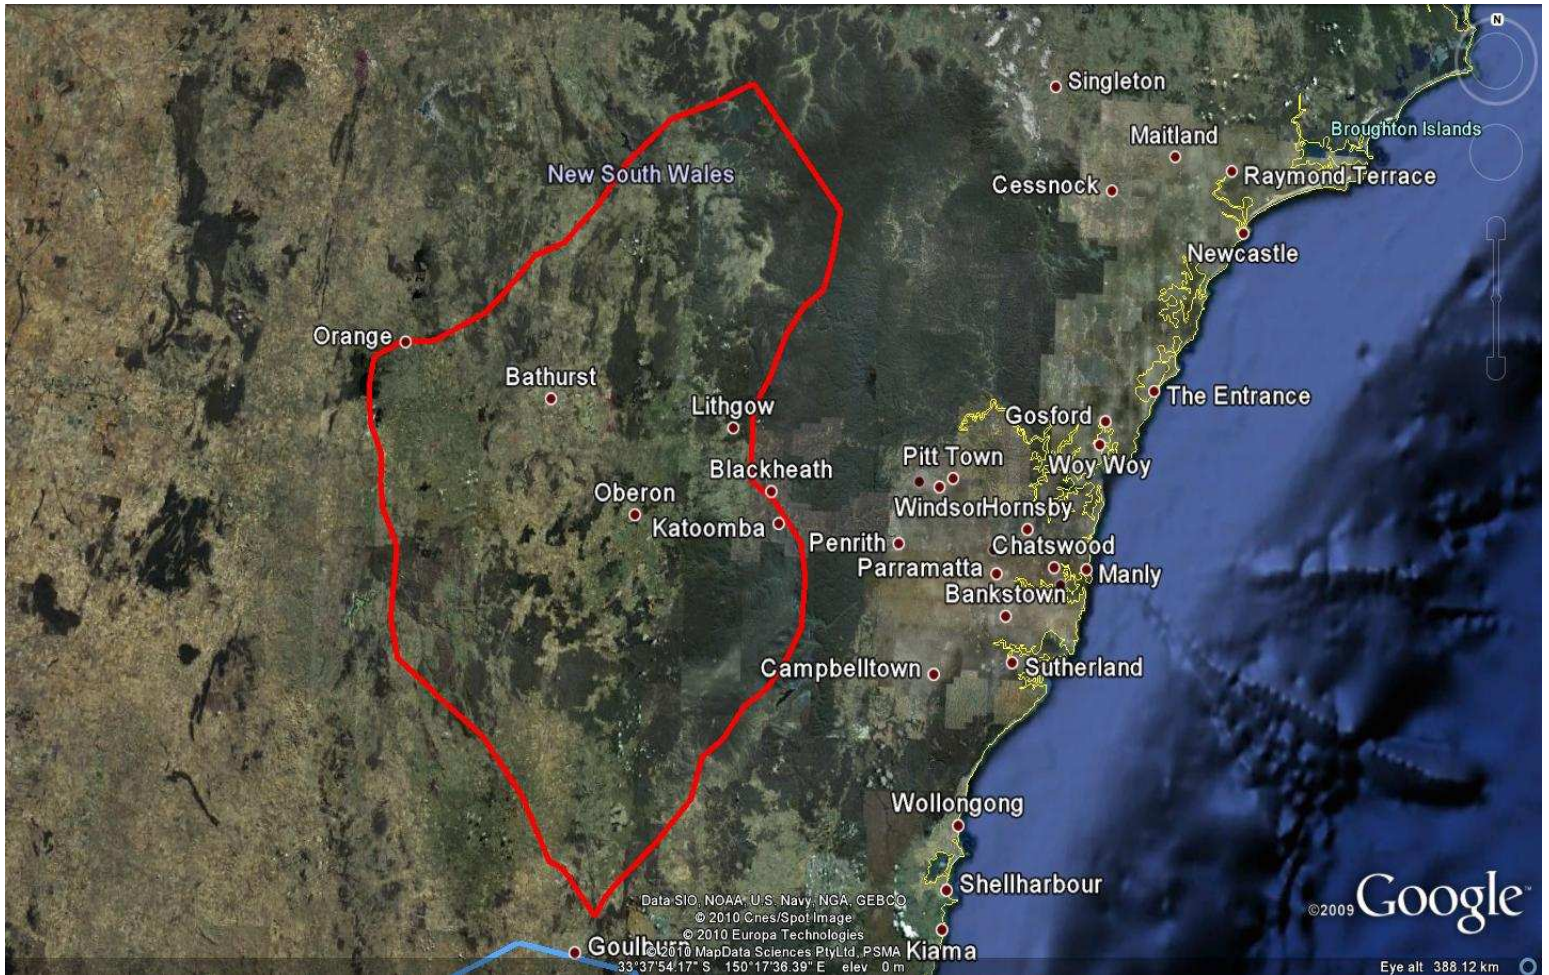 N
Singleton
Broughton Islands
Maitland
New South Wales
Cessnock
Raymond Terrace
Newcastle
Orange
Bathurst
The Entrance
Lithgow
Gosford
Pitt Town
Woy Woy
Blackheath
Oberon
Windsor
Hornsby
Katoomba
Penrith
Chatswood
Parramatta
Manly
Bankstown
Campbelltown
Sutherland
Wollongong
Shellharbour
Data SIO, NOAA, U.S. Navy, NGA, GEBCO
© 2010 Cnes/Spot Image
© 2010 Europa Technologies
©2009 Google™
Goulburn
© 2010 MapData Sciences PtyLtd, PSMA
Kiama
33°37'54.17" S 150°17'36.39" E elev 0 m
Eye alt 388.12 km